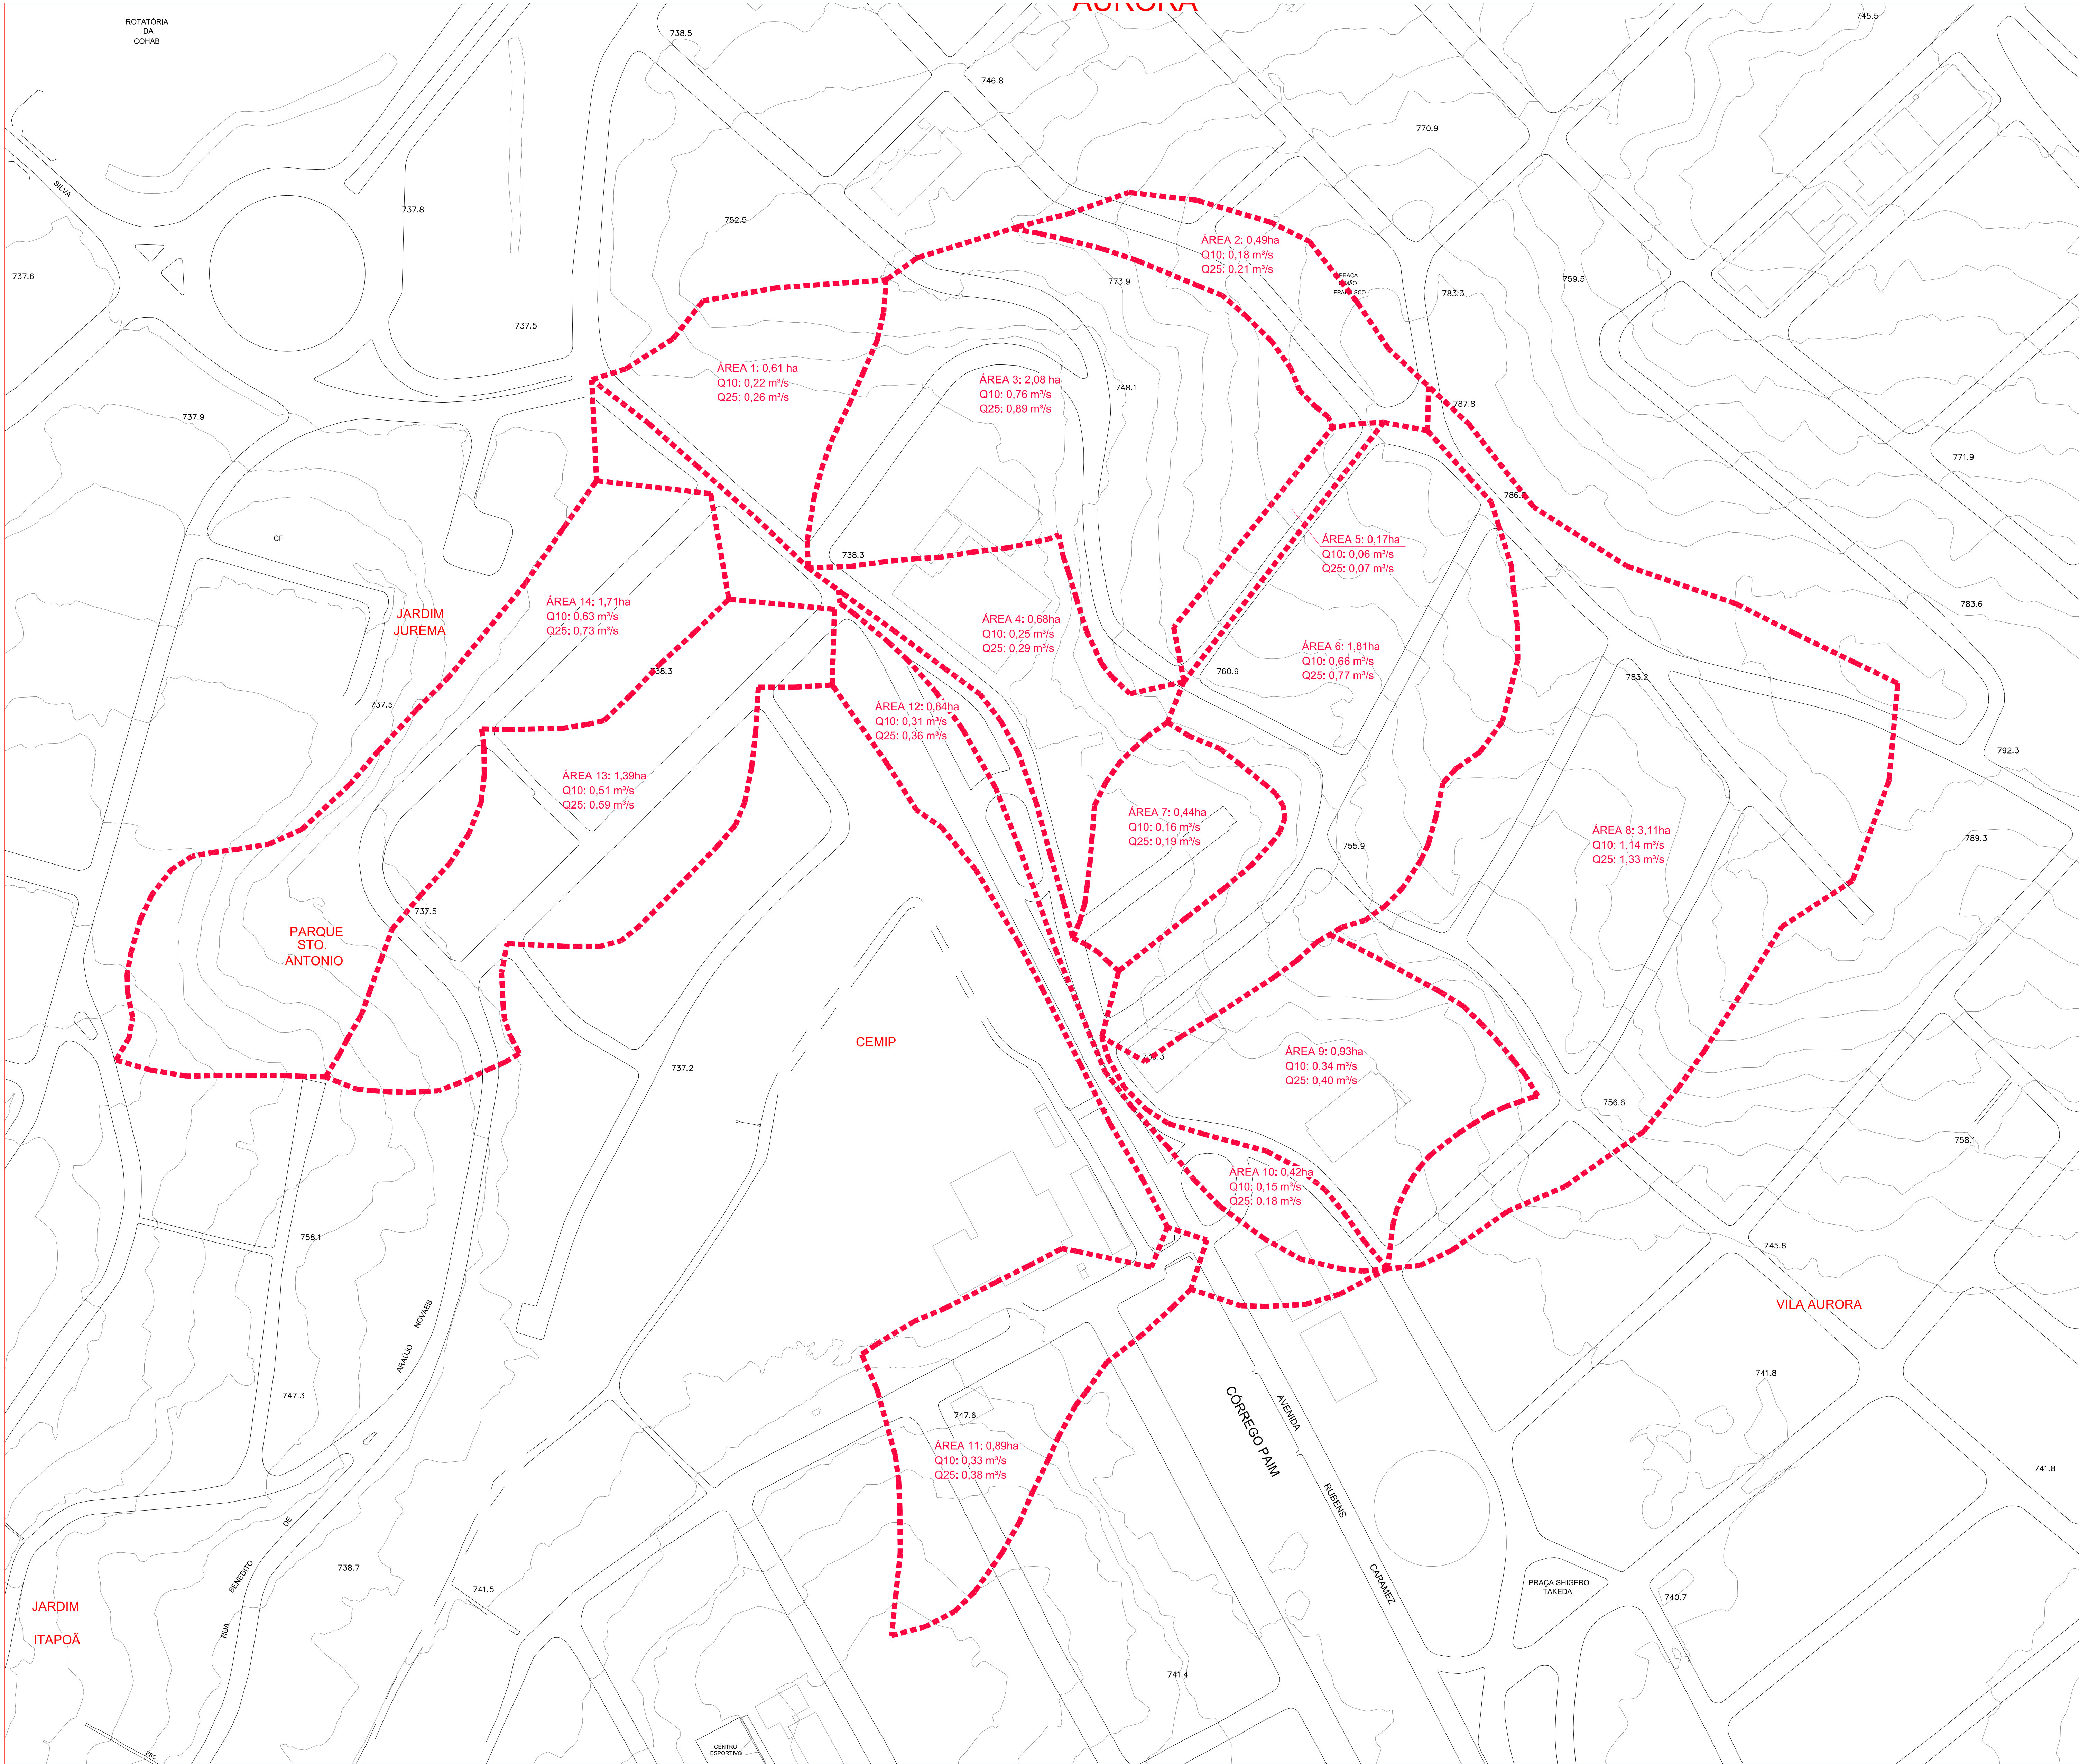 AURORA
ROTATÓRIA
DA
COHAB
738.5
745.5
746.8
770.9
SILVA
737.8
752.5
ÁREA 2: 0,49ha
Q10: 0,18 m³/s
Q25: 0,21 m³/s
737.6
773.9
PRAÇA
783.3
759.5
737.5
ÁREA 1: 0,61 ha
Q10: 0,22 m³/s
Q25: 0,26 m³/s
ÁREA 3: 2,08 ha
Q10: 0,76 m³/s
Q25: 0,89 m³/s
748.1
787.8
737.9
771.9
CF
738.3
ÁREA 5: 0,17ha
Q10: 0,06 m³/s
Q25: 0,07 m³/s
JARDIM
JUREMA
ÁREA 14: 1,71ha
Q10: 0,63 m³/s
Q25: 0,73 m³/s
783.6
ÁREA 4: 0,68ha
Q10: 0,25 m³/s
Q25: 0,29 m³/s
738.3
760.9
ÁREA 6: 1,81ha
Q10: 0,66 m³/s
Q25: 0,77 m³/s
783.2
737.5
ÁREA 12: 0,84ha
Q10: 0,31 m³/s
Q25: 0,36 m³/s
792.3
ÁREA 13: 1,39ha
Q10: 0,51 m³/s
Q25: 0,59 m³/s
ÁREA 7: 0,44ha
Q10: 0,16 m³/s
Q25: 0,19 m³/s
755.9
ÁREA 8: 3,11ha
Q10: 1,14 m³/s
Q25: 1,33 m³/s
789.3
737.5
PARQUE
STO.
ANTONIO
CEMIP
737.2
ÁREA 9: 0,93ha
Q10: 0,34 m³/s
Q25: 0,40 m³/s
756.6
758.1
ÁREA 10: 0,42ha
Q10: 0,15 m³/s
Q25: 0,18 m³/s
758.1
745.8
VILA AURORA
RUA BENEDITO DE ARAÚJO NOVAES
747.3
741.8
CÓRREGO PAIM
AVENIDA RUBENS CARAMEZ
747.6
ÁREA 11: 0,89ha
Q10: 0,33 m³/s
Q25: 0,38 m³/s
741.8
738.7
741.5
PRAÇA SHIGERO
TAKEDA
740.7
JARDIM
ITAPOÃ
741.4
CENTRO
ESPORTIVO
ESC.